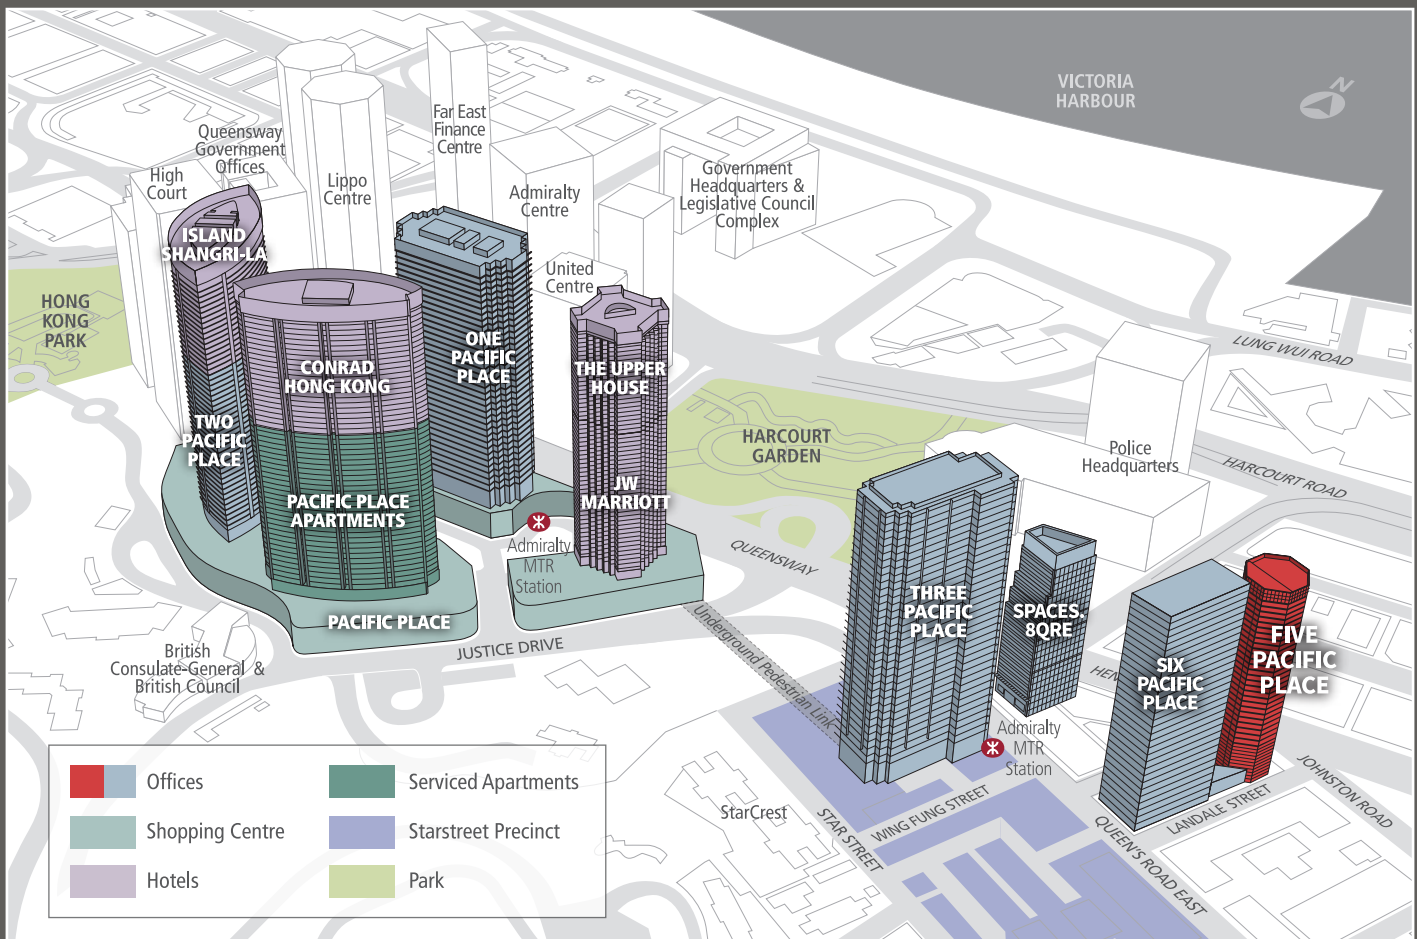 VICTORIA
HARBOUR
N
Far East
Finance
Centre
Queensway
Government
Offices
High
Court
Lippo
Centre
Admiralty
Centre
Government
Headquarters &
Legislative Council
Complex
ISLAND
SHANGRI-LA
United
Centre
HONG
KONG
PARK
ONE
PACIFIC
PLACE
CONRAD
HONG KONG
THE UPPER
HOUSE
LUNG WUI ROAD
TWO
PACIFIC
PLACE
HARCOURT
GARDEN
Police
Headquarters
HARCOURT ROAD
PACIFIC PLACE
APARTMENTS
JW
MARRIOTT
Admiralty
MTR
Station
QUEENSWAY
THREE
PACIFIC
PLACE
SPACES.
8QRE
PACIFIC PLACE
JUSTICE DRIVE
Underground Pedestrian Link
British
Consulate-General &
British Council
HEN
SIX
PACIFIC
PLACE
FIVE
PACIFIC
PLACE
Admiralty
MTR
Station
StarCrest
STAR STREET
WING FUNG STREET
QUEEN'S ROAD EAST
LANDALE STREET
JOHNSTON ROAD
Offices
Serviced Apartments
Shopping Centre
Starstreet Precinct
Hotels
Park